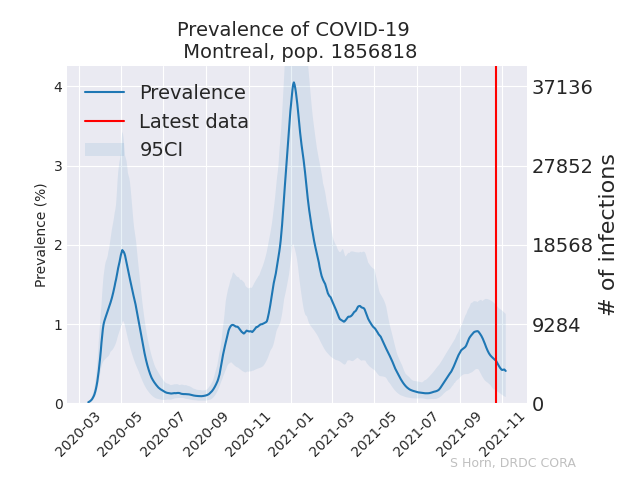 Prevalence of COVID-19
Montreal, pop. 1856818
Prevalence
Latest data
95CI
Prevalence (%)
4
3
2
1
0
37136
27852
18568
9284
0
# of infections
2020-03
2020-05
2020-07
2020-09
2020-11
2021-01
2021-03
2021-05
2021-07
2021-09
2021-11
S Horn, DRDC CORA